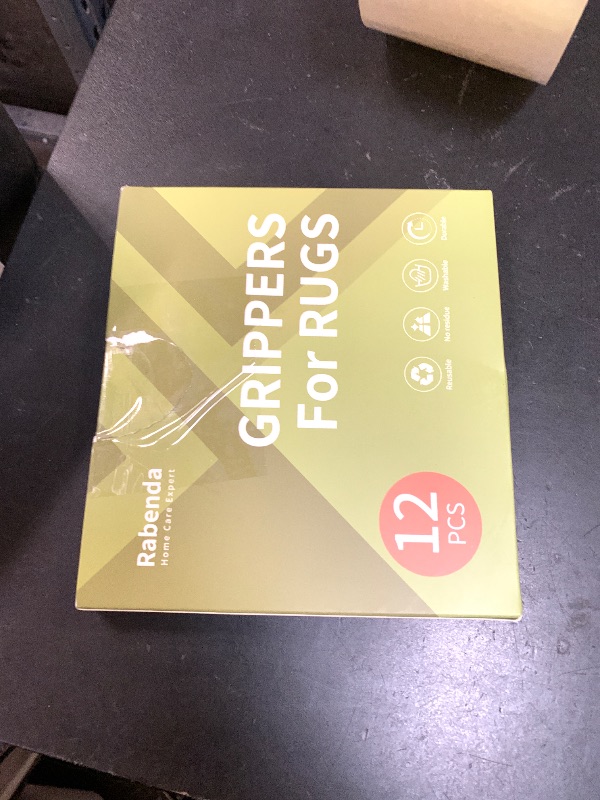 Rabenda
Home Care Expert
GRIPPERS
For RUGS
12
PCS
Reusable
No residue
Washable
Durable